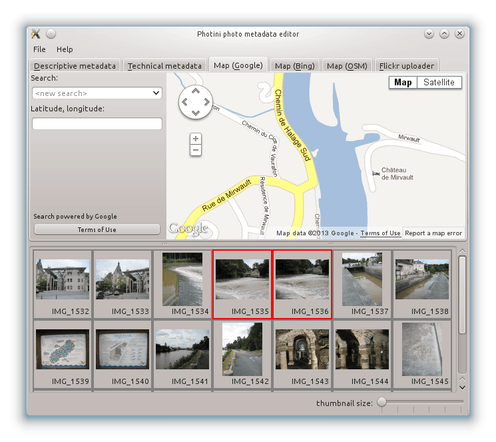 Photini photo metadata editor
File Help
Descriptive metadata Technical metadata Map (Google) Map (Bing) Map (OSM) Flickr uploader
Search:
<new search>
Latitude, longitude:
Search powered by Google
Terms of Use
Map Satellite
Chemin de Halage Sud
Chemin du Clos de Vaurafon
Mirwault
Château
de Mirvault
Rue de Mirwault
Résidence de Mirwault
Chemin
Google
Map data ©2013 Google - Terms of Use Report a map error
IMG_1532 IMG_1533 IMG_1534 IMG_1535 IMG_1536 IMG_1537 IMG_1538
IMG_1539 IMG_1540 IMG_1541 IMG_1542 IMG_1543 IMG_1544 IMG_1545
thumbnail size: